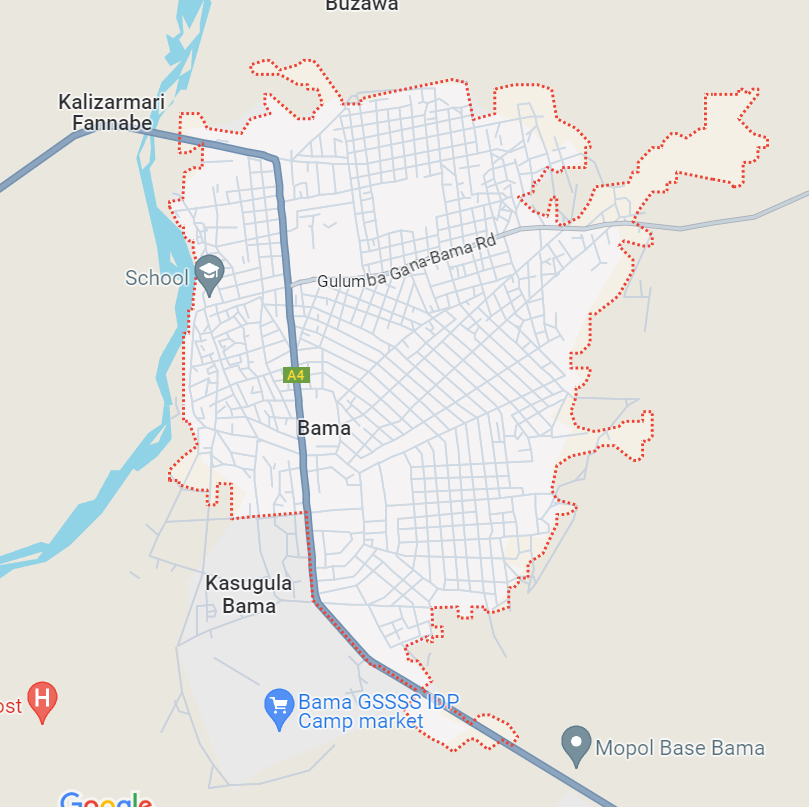 Buzawa
Kalizarmari
Fannabe
School
Gulumba Gana-Bama Rd
A4
Bama
Kasugula
Bama
H
ost
Bama GSSSS IDP
Camp market
Mopol Base Bama
Google